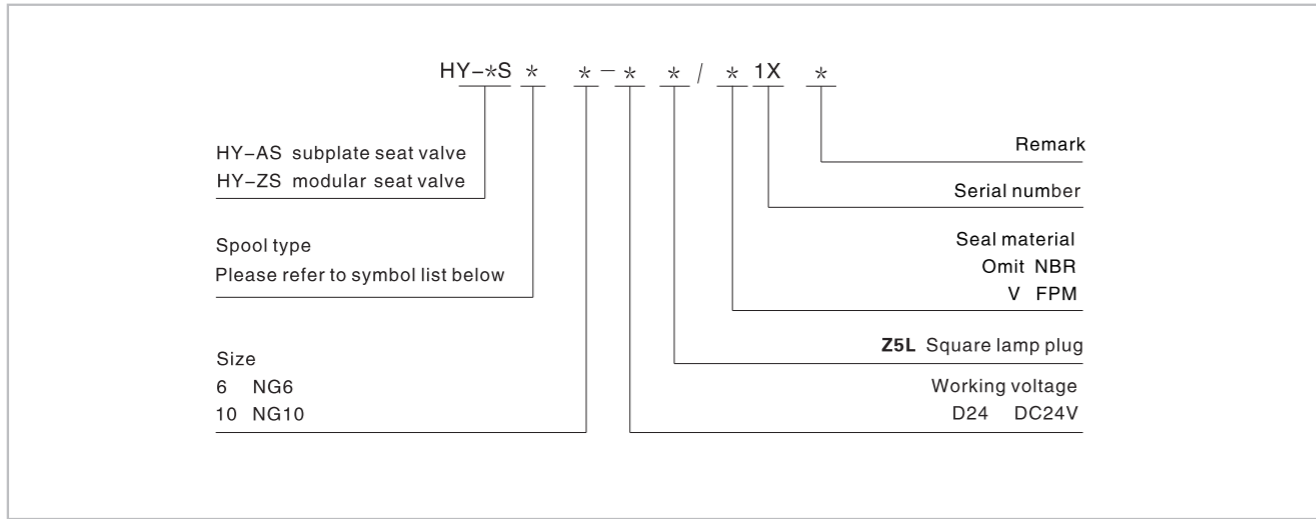 HY-*S * * - * * / * 1X *
HY-AS subplate seat valve
HY-ZS modular seat valve
Spool type
Please refer to symbol list below
Size
6 NG6
10 NG10
Remark
Serial number
Seal material
Omit NBR
V FPM
Z5L Square lamp plug
Working voltage
D24 DC24V